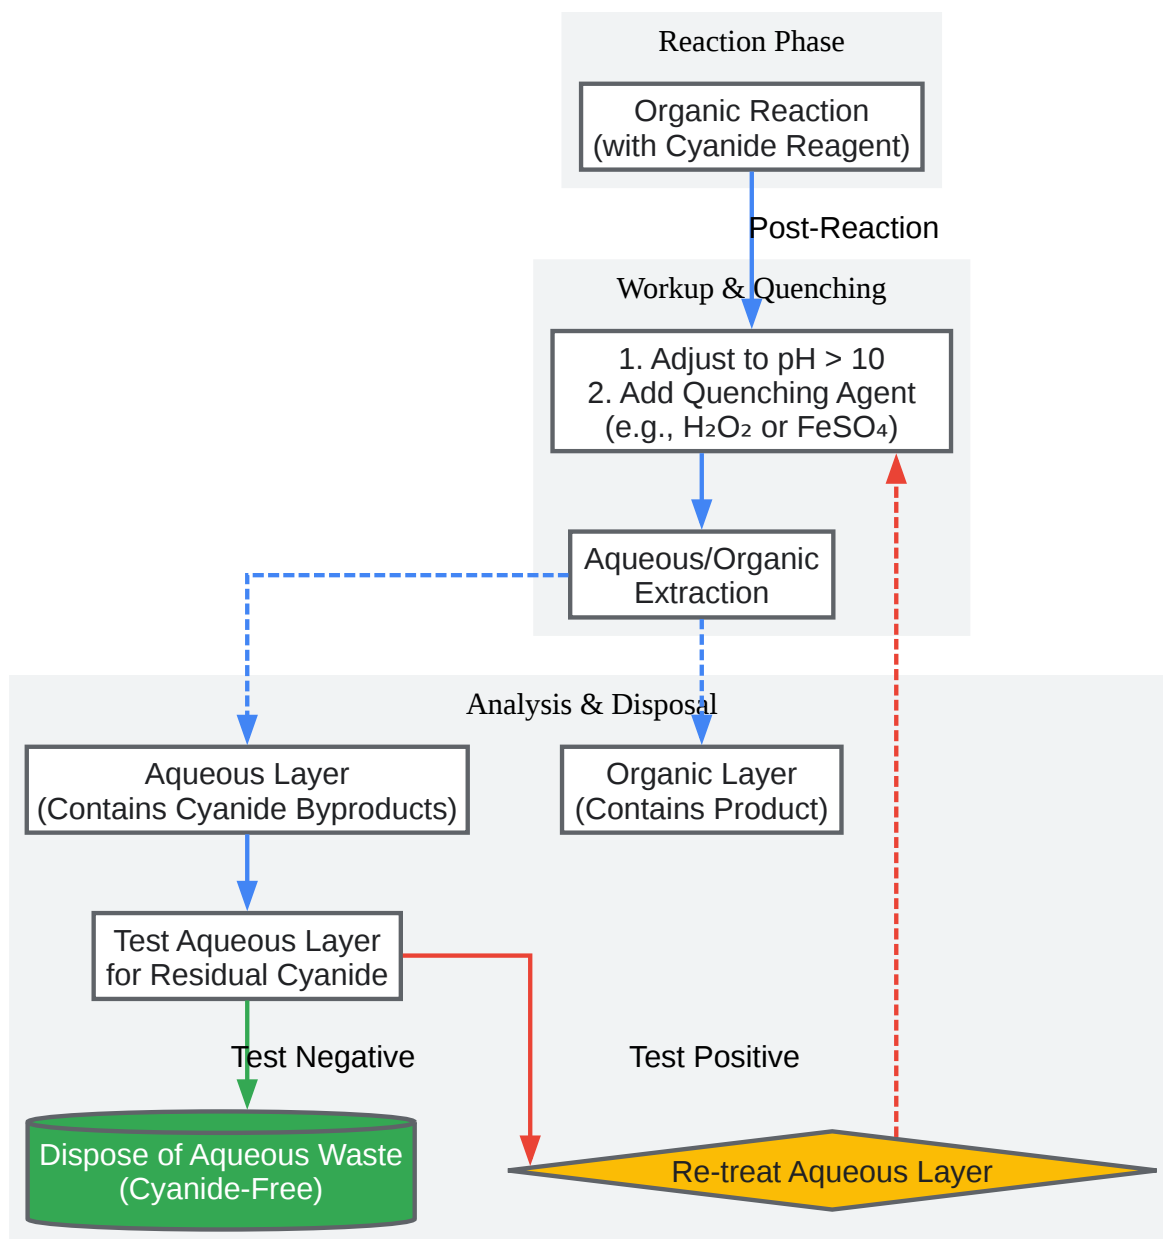 Reaction Phase
Organic Reaction
(with Cyanide Reagent)
Post-Reaction
Workup & Quenching
1. Adjust to pH > 10
2. Add Quenching Agent
(e.g., H₂O₂ or FeSO₄)
Aqueous/Organic
Extraction
Analysis & Disposal
Aqueous Layer
(Contains Cyanide Byproducts)
Organic Layer
(Contains Product)
Test Aqueous Layer
for Residual Cyanide
Test Negative
Test Positive
Dispose of Aqueous Waste
(Cyanide-Free)
Re-treat Aqueous Layer